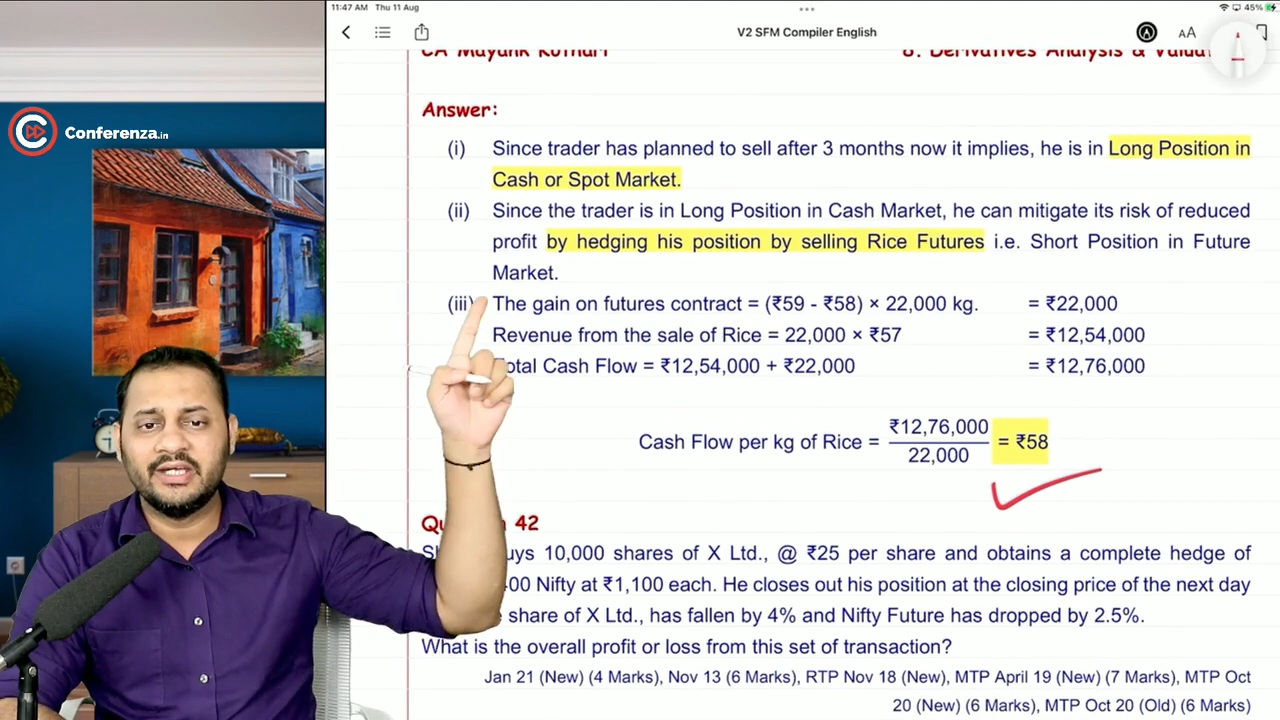 11:47 AM Thu 11 Aug
45%
V2 SFM Compiler English
AA
CA Mayank Kothari
8. Derivatives Analysis &
Conferenza.in
Answer:
(i) Since trader has planned to sell after 3 months now it implies, he is in Long Position in
Cash or Spot Market.
(ii) Since the trader is in Long Position in Cash Market, he can mitigate its risk of reduced
profit by hedging his position by selling Rice Futures i.e. Short Position in Future
Market.
(iii) The gain on futures contract = (₹59 - ₹58) × 22,000 kg. = ₹22,000
Revenue from the sale of Rice = 22,000 × ₹57 = ₹12,54,000
otal Cash Flow = ₹12,54,000 + ₹22,000 = ₹12,76,000
Cash Flow per kg of Rice = ₹12,76,000 = ₹58
22,000
42
uys 10,000 shares of X Ltd., @ ₹25 per share and obtains a complete hedge of
00 Nifty at ₹1,100 each. He closes out his position at the closing price of the next day
share of X Ltd., has fallen by 4% and Nifty Future has dropped by 2.5%.
What is the overall profit or loss from this set of transaction?
Jan 21 (New) (4 Marks), Nov 13 (6 Marks), RTP Nov 18 (New), MTP April 19 (New) (7 Marks), MTP Oct
20 (New) (6 Marks), MTP Oct 20 (Old) (6 Marks)